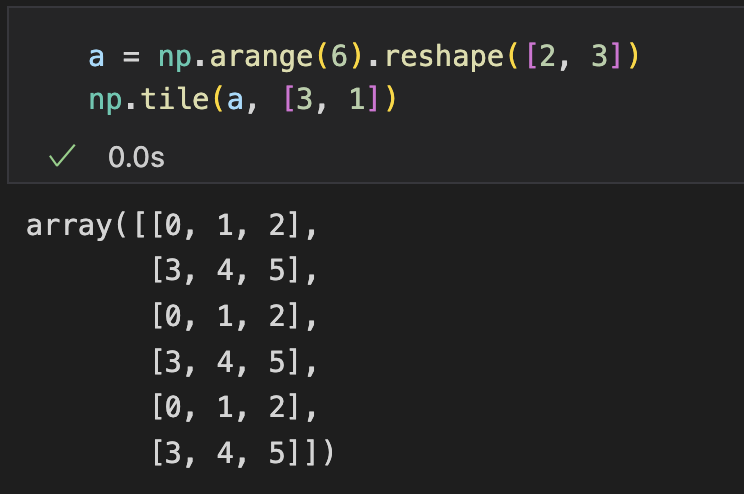 a = np.arange(6).reshape([2, 3])
np.tile(a, [3, 1])
0.0s
array([[0, 1, 2],
       [3, 4, 5],
       [0, 1, 2],
       [3, 4, 5],
       [0, 1, 2],
       [3, 4, 5]])